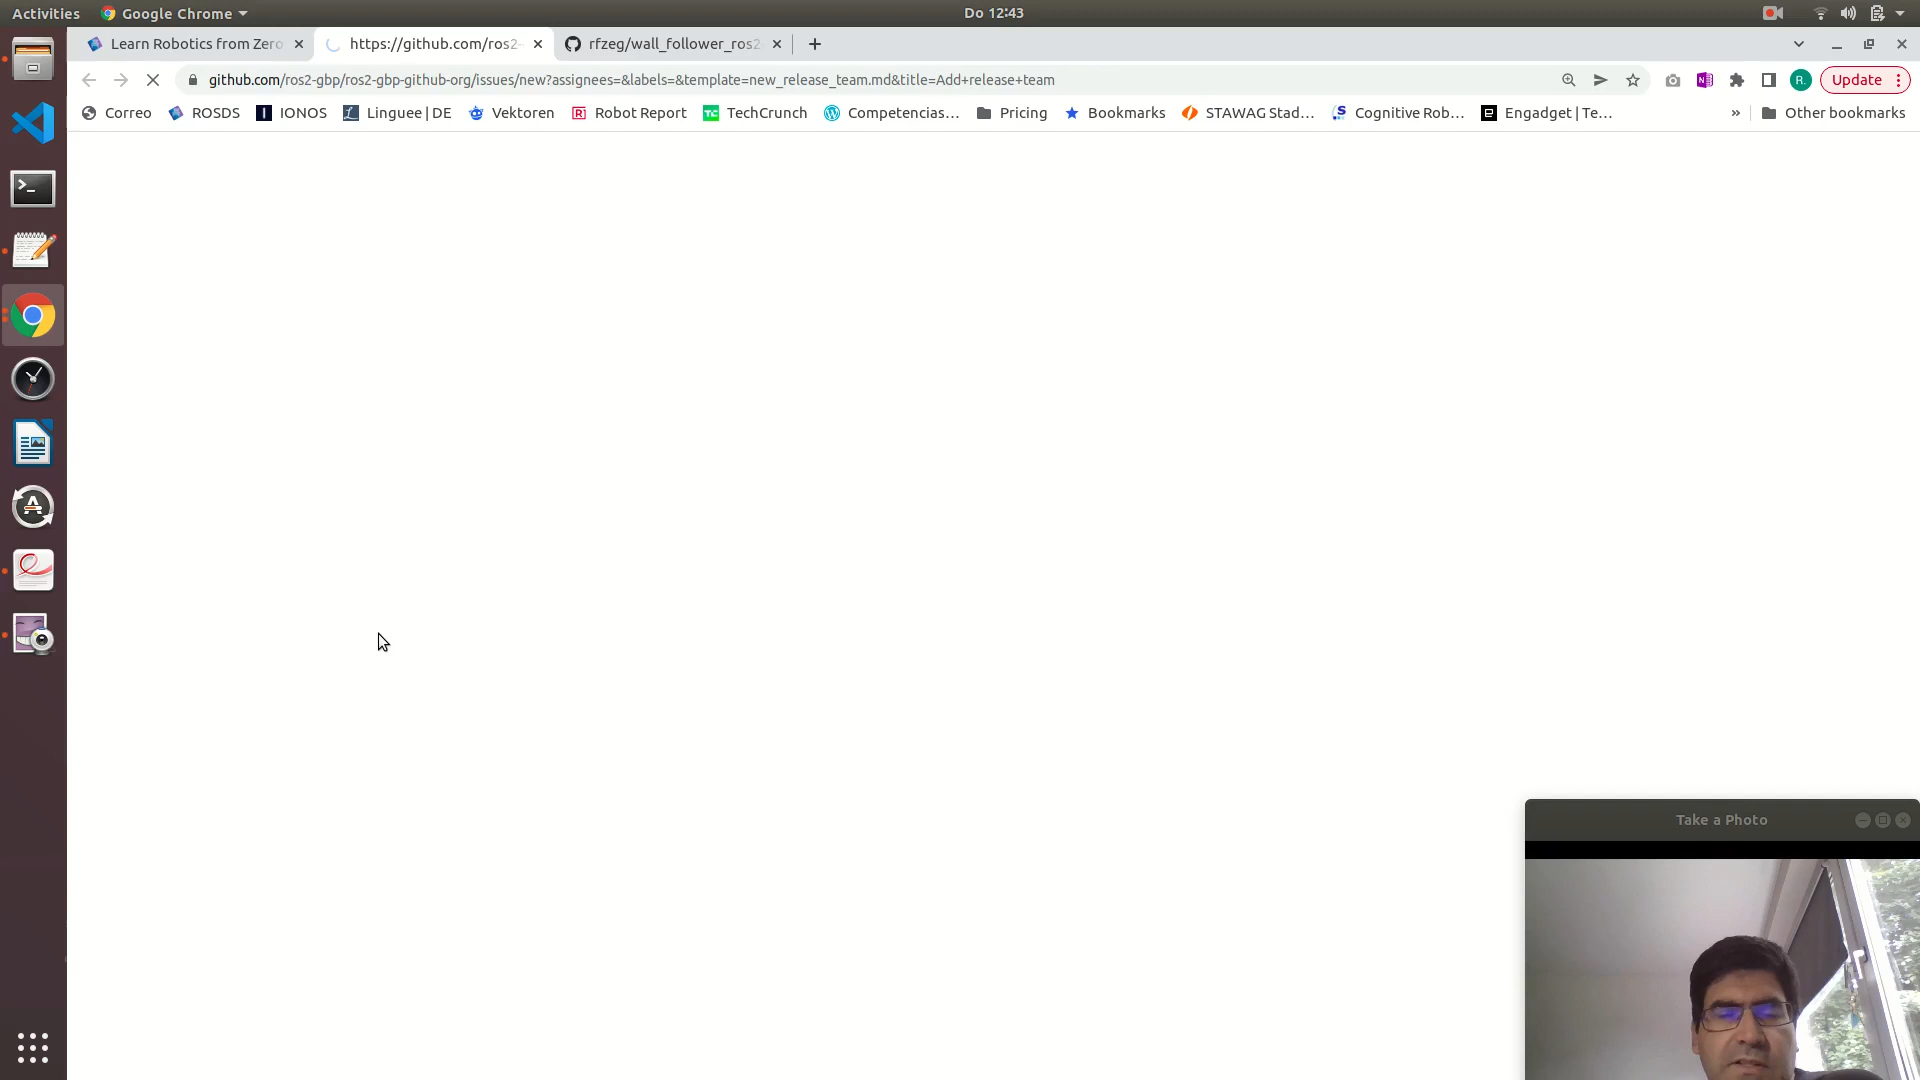 Activities
Google Chrome
Do 12:43
Learn Robotics from Zero
https://github.com/ros2-
rfzeg/wall_follower_ros2
github.com/ros2-gbp/ros2-gbp-github-org/issues/new?assignees=&labels=&template=new_release_team.md&title=Add+release+team
R.
Update
Correo
ROSDS
IONOS
Linguee | DE
Vektoren
Robot Report
TechCrunch
Competencias...
Pricing
Bookmarks
STAWAG Stad...
Cognitive Rob...
Engadget | Te...
»
Other bookmarks
Take a Photo